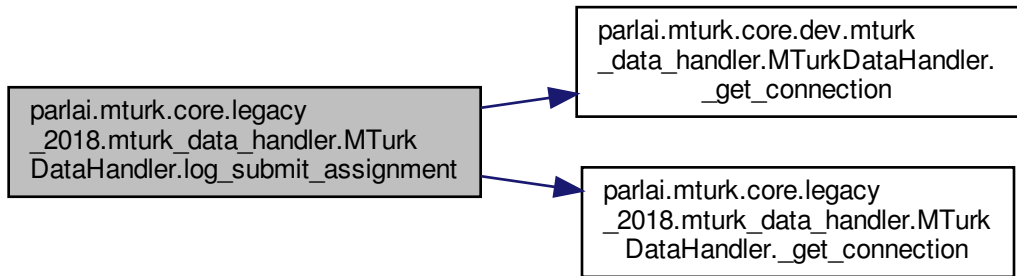 parlai.mturk.core.legacy
_2018.mturk_data_handler.MTurk
DataHandler.log_submit_assignment
parlai.mturk.core.dev.mturk
_data_handler.MTurkDataHandler.
_get_connection
parlai.mturk.core.legacy
_2018.mturk_data_handler.MTurk
DataHandler._get_connection